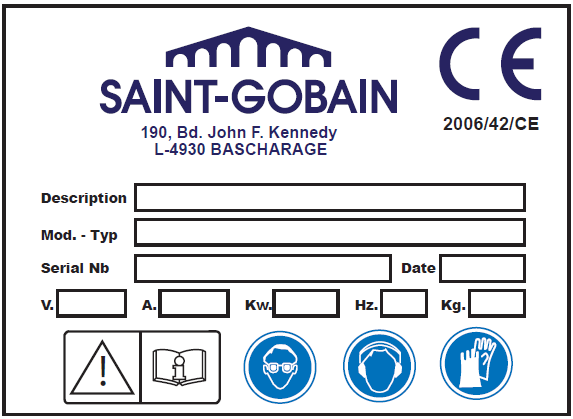 SAINT-GOBAIN
190, Bd. John F. Kennedy
L-4930 BASCHARAGE
CE
2006/42/CE
Description
Mod. - Typ
Serial Nb Date
V. A. Kw. Hz. Kg.
! i